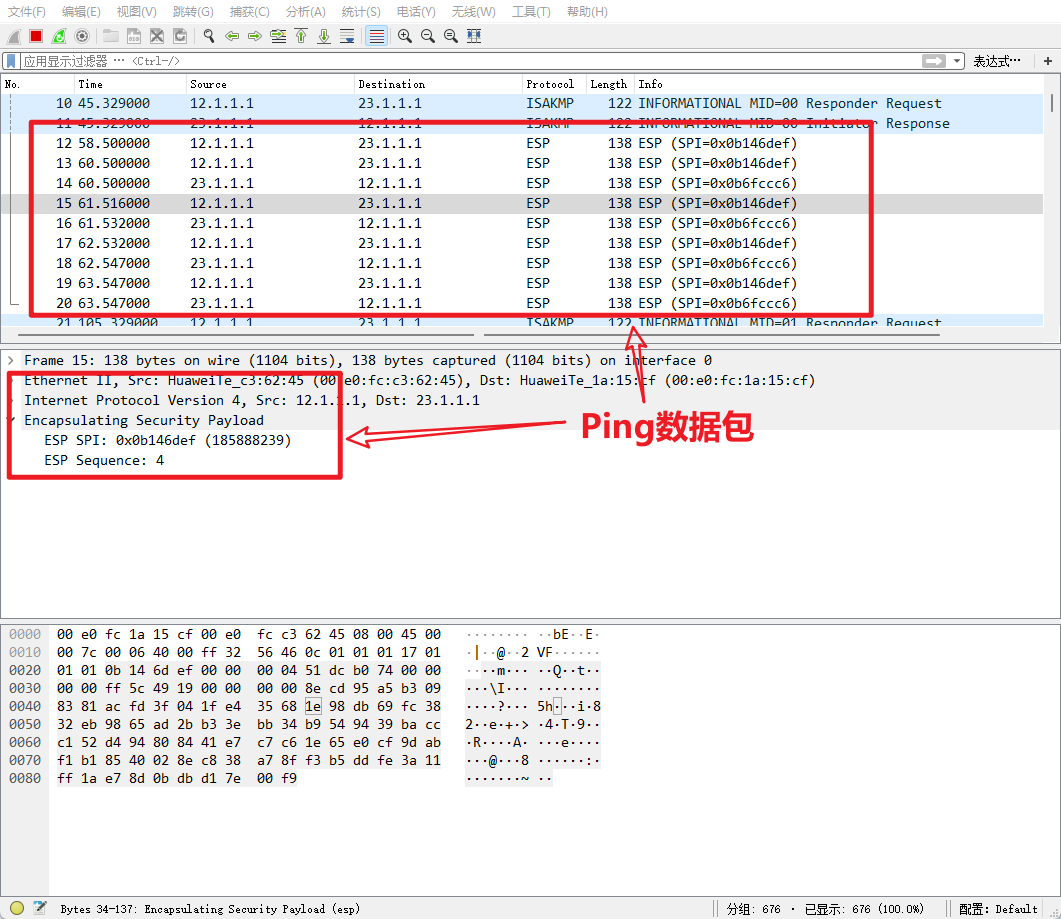 文件(F) 编辑(E) 视图(V) 跳转(G) 捕获(C) 分析(A) 统计(S) 电话(Y) 无线(W) 工具(T) 帮助(H)
应用显示过滤器 … <Ctrl-/> 表达式… +
No. Time Source Destination Protocol Length Info
10 45.329000 12.1.1.1 23.1.1.1 ISAKMP 122 INFORMATIONAL MID=00 Responder Request
11 45.329000 23.1.1.1 12.1.1.1 ISAKMP 122 INFORMATIONAL MID=00 Initiator Response
12 58.500000 12.1.1.1 23.1.1.1 ESP 138 ESP (SPI=0x0b146def)
13 60.500000 12.1.1.1 23.1.1.1 ESP 138 ESP (SPI=0x0b146def)
14 60.500000 23.1.1.1 12.1.1.1 ESP 138 ESP (SPI=0x0b6fccc6)
15 61.516000 12.1.1.1 23.1.1.1 ESP 138 ESP (SPI=0x0b146def)
16 61.532000 23.1.1.1 12.1.1.1 ESP 138 ESP (SPI=0x0b6fccc6)
17 62.532000 12.1.1.1 23.1.1.1 ESP 138 ESP (SPI=0x0b146def)
18 62.547000 23.1.1.1 12.1.1.1 ESP 138 ESP (SPI=0x0b6fccc6)
19 63.547000 12.1.1.1 23.1.1.1 ESP 138 ESP (SPI=0x0b146def)
20 63.547000 23.1.1.1 12.1.1.1 ESP 138 ESP (SPI=0x0b6fccc6)
21 105.329000 12.1.1.1 23.1.1.1 ISAKMP 122 INFORMATIONAL MID=01 Responder Request
Frame 15: 138 bytes on wire (1104 bits), 138 bytes captured (1104 bits) on interface 0
Ethernet II, Src: HuaweiTe_c3:62:45 (00:e0:fc:c3:62:45), Dst: HuaweiTe_1a:15:cf (00:e0:fc:1a:15:cf)
Internet Protocol Version 4, Src: 12.1.1.1, Dst: 23.1.1.1
Encapsulating Security Payload
ESP SPI: 0x0b146def (185888239)
ESP Sequence: 4
Ping数据包
0000 00 e0 fc 1a 15 cf 00 e0 fc c3 62 45 08 00 45 00 ········ ··bE··E·
0010 00 7c 00 06 40 00 ff 32 56 46 0c 01 01 01 17 01 ·|··@··2 VF······
0020 01 01 0b 14 6d ef 00 00 00 04 51 dc b0 74 00 00 ····m··· ··Q··t··
0030 00 00 ff 5c 49 19 00 00 00 00 8e cd 95 a5 b3 09 ···\I··· ········
0040 83 81 ac fd 3f 04 1f e4 35 68 1e 98 db 69 fc 38 ····?··· 5h···i·8
0050 32 eb 98 65 ad 2b b3 3e bb 34 b9 54 94 39 ba cc 2··e·+·> ·4·T·9··
0060 c1 52 d4 94 80 84 41 e7 c7 c6 1e 65 e0 cf 9d ab ·R····A· ···e····
0070 f1 b1 85 40 02 8e c8 38 a7 8f f3 b5 dd fe 3a 11 ···@···8 ······:·
0080 ff 1a e7 8d 0b db d1 7e 00 f9 ·······~ ··
Bytes 34-137: Encapsulating Security Payload (esp) 分组: 676 · 已显示: 676 (100.0%) 配置: Default